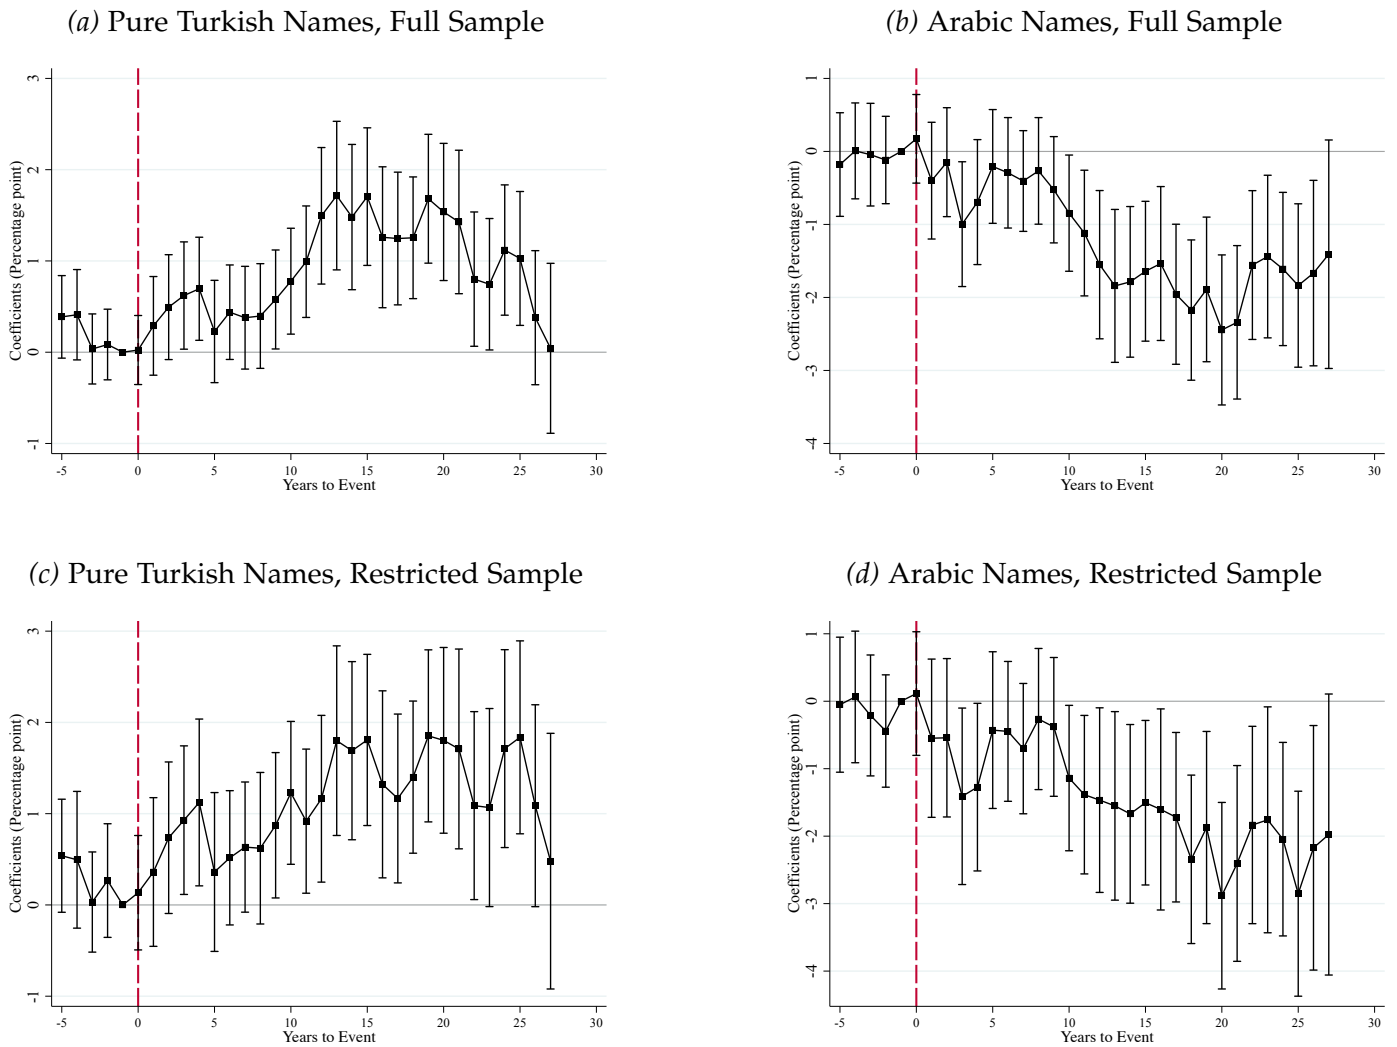 (a) Pure Turkish Names, Full Sample
Coefficients (Percentage point)
3
2
1
0
-1
-5 0 5 10 15 20 25 30
Years to Event
(b) Arabic Names, Full Sample
Coefficients (Percentage point)
1
0
-1
-2
-3
-4
-5 0 5 10 15 20 25 30
Years to Event
(c) Pure Turkish Names, Restricted Sample
Coefficients (Percentage point)
3
2
1
0
-1
-5 0 5 10 15 20 25 30
Years to Event
(d) Arabic Names, Restricted Sample
Coefficients (Percentage point)
1
0
-1
-2
-3
-4
-5 0 5 10 15 20 25 30
Years to Event